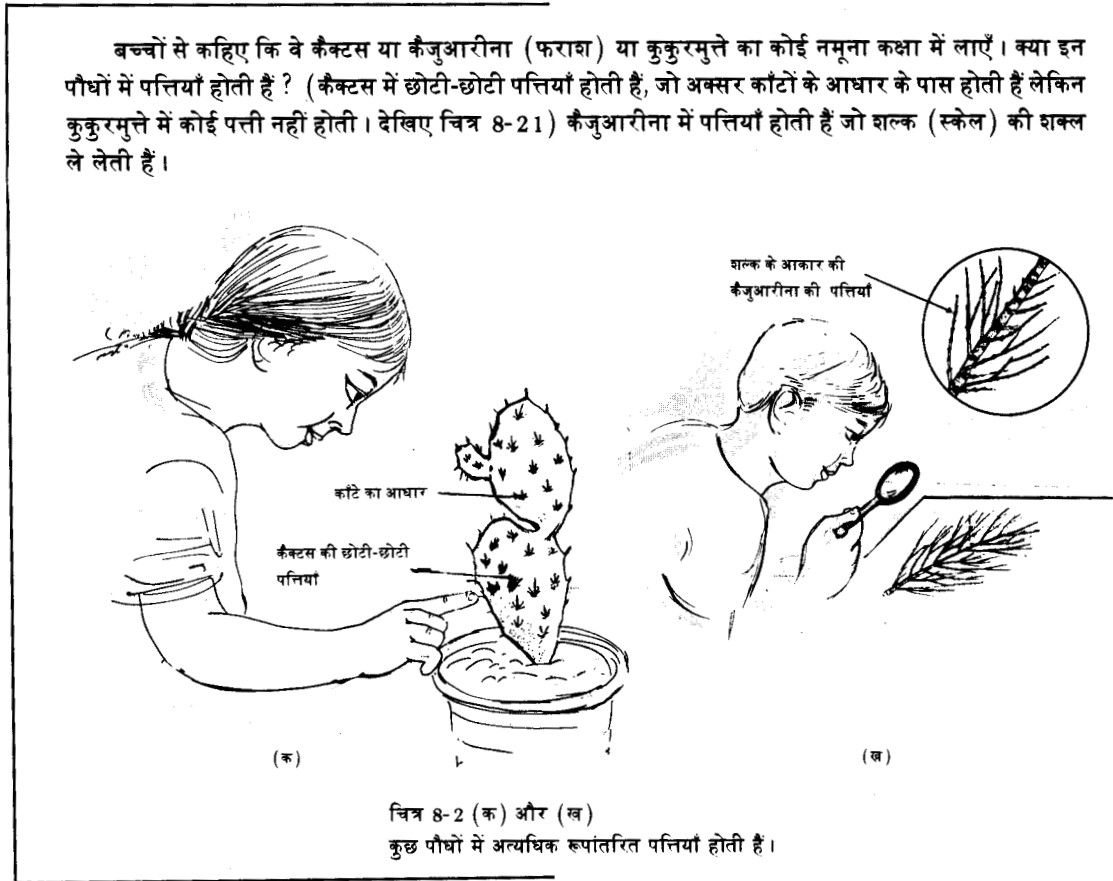 बच्चों से कहिए कि वे कैक्टस या कैजुआरीना (फराश) या कुकुरमुत्ते का कोई नमूना कक्षा में लाएँ। क्या इन
पौधों में पत्तियाँ होती हैं ? (कैक्टस में छोटी-छोटी पत्तियाँ होती हैं, जो अक्सर काँटों के आधार के पास होती हैं लेकिन
कुकुरमुत्ते में कोई पत्ती नहीं होती। देखिए चित्र 8-21) कैजुआरीना में पत्तियाँ होती हैं जो शल्क (स्केल) की शक्ल
ले लेती हैं।
शल्क के आकार की
कैजुआरीना की पत्तियाँ
काँटे का आधार
कैक्टस की छोटी-छोटी
पत्तियाँ
(क)
(ख)
चित्र 8-2 (क) और (ख)
कुछ पौधों में अत्यधिक रूपांतरित पत्तियाँ होती हैं।